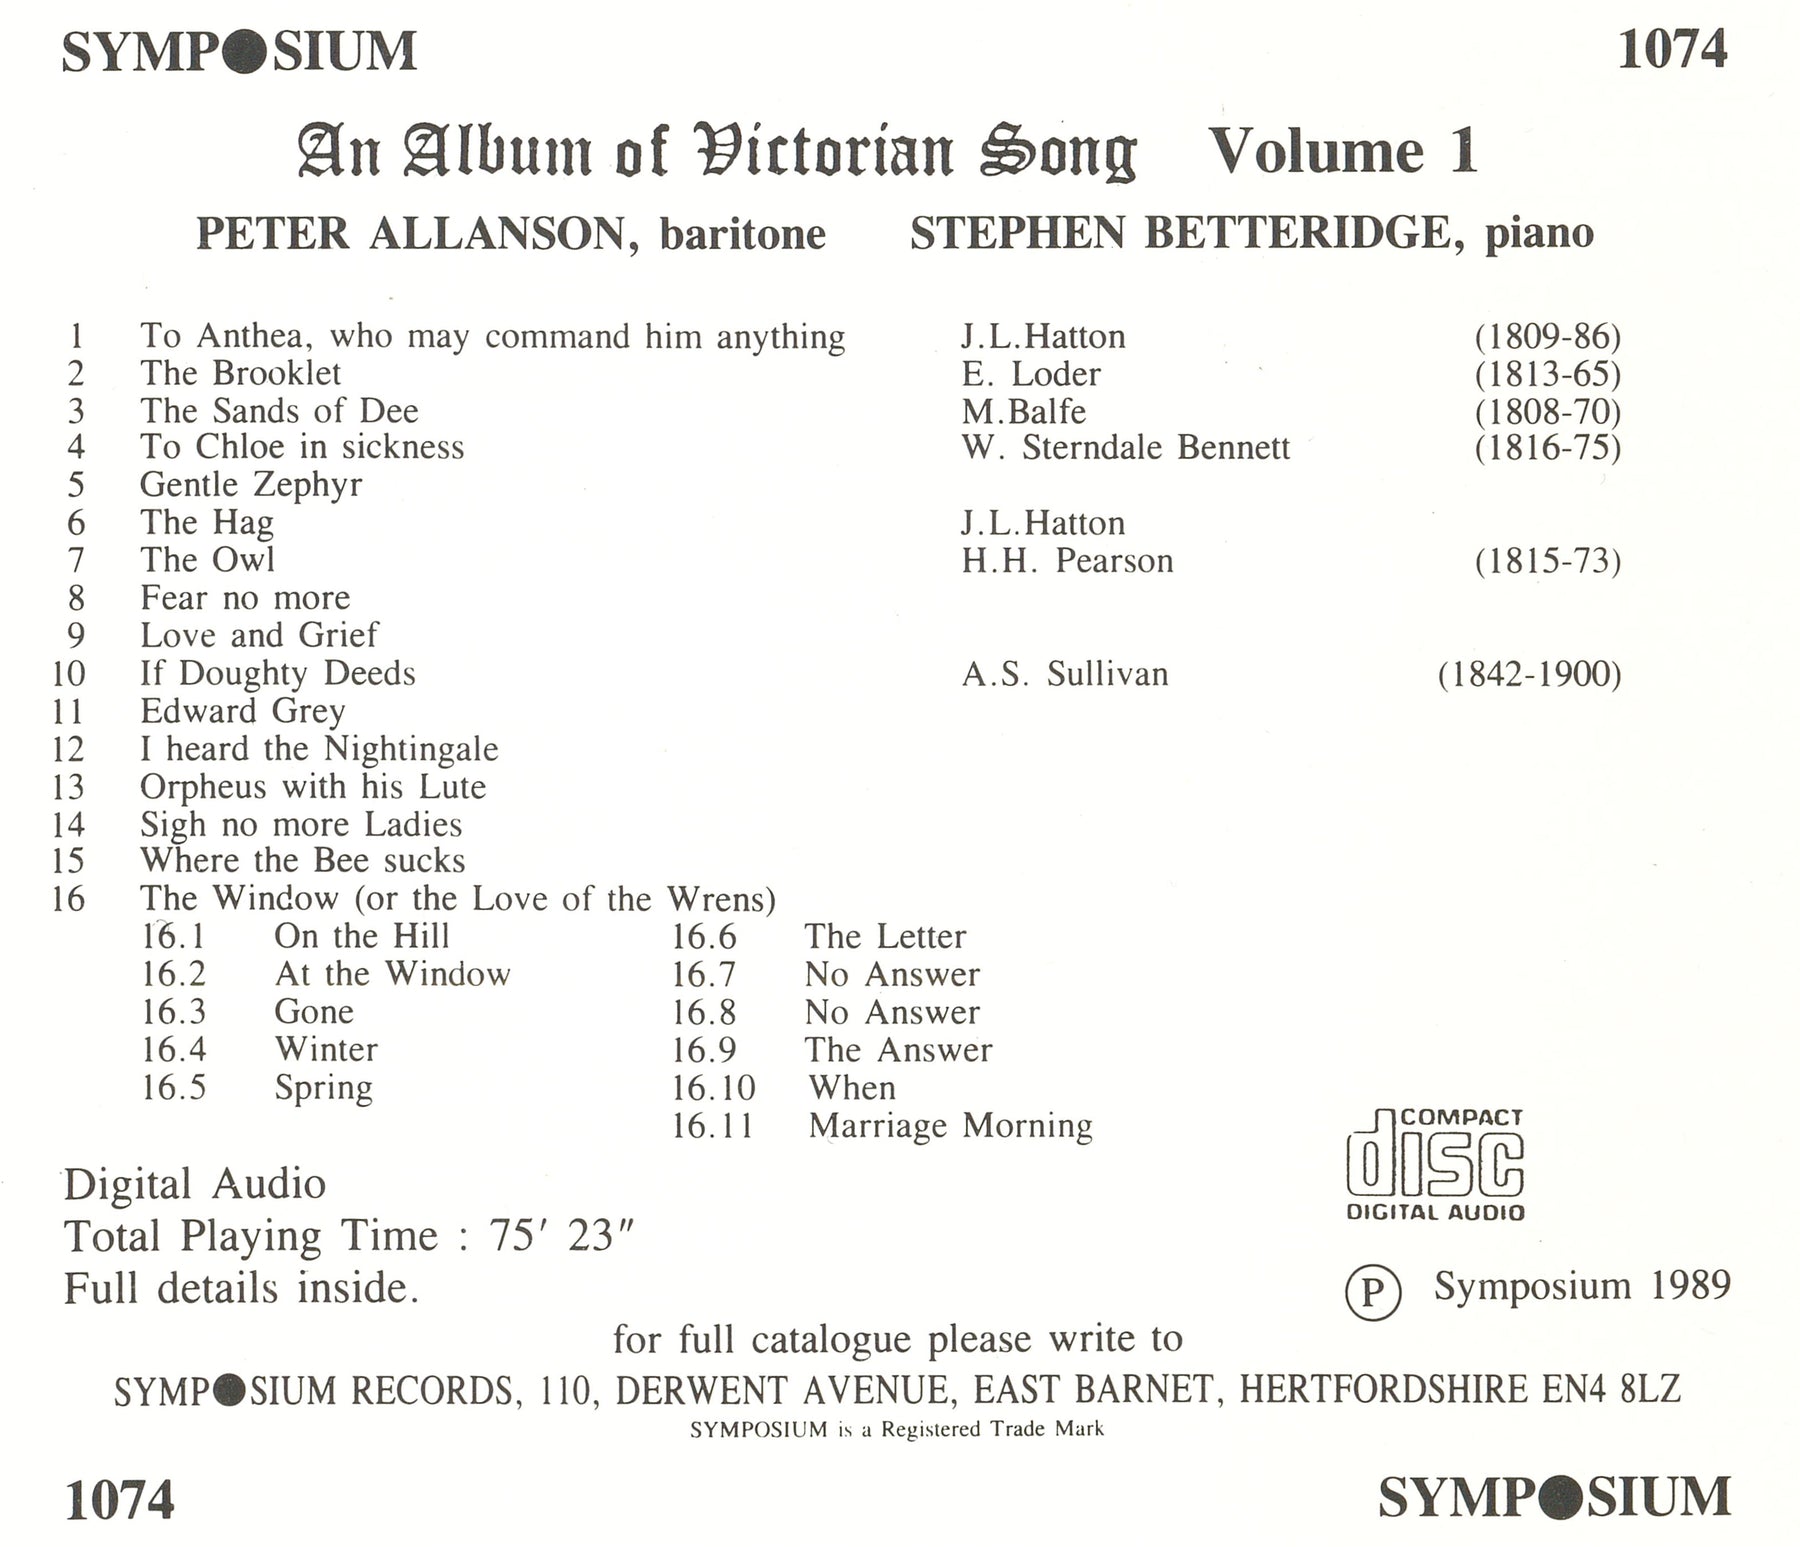 SYMPOSIUM 1074
An Album of Victorian Song Volume 1
PETER ALLANSON, baritone STEPHEN BETTERIDGE, piano
1 To Anthea, who may command him anything J.L.Hatton (1809-86)
2 The Brooklet E. Loder (1813-65)
3 The Sands of Dee M.Balfe (1808-70)
4 To Chloe in sickness W. Sterndale Bennett (1816-75)
5 Gentle Zephyr
6 The Hag J.L.Hatton
7 The Owl H.H. Pearson (1815-73)
8 Fear no more
9 Love and Grief
10 If Doughty Deeds A.S. Sullivan (1842-1900)
11 Edward Grey
12 I heard the Nightingale
13 Orpheus with his Lute
14 Sigh no more Ladies
15 Where the Bee sucks
16 The Window (or the Love of the Wrens)
16.1 On the Hill 16.6 The Letter
16.2 At the Window 16.7 No Answer
16.3 Gone 16.8 No Answer
16.4 Winter 16.9 The Answer
16.5 Spring 16.10 When
16.11 Marriage Morning
COMPACT
disc
DIGITAL AUDIO
Digital Audio
Total Playing Time : 75′ 23″
Full details inside.
Ⓟ Symposium 1989
for full catalogue please write to
SYMPOSIUM RECORDS, 110, DERWENT AVENUE, EAST BARNET, HERTFORDSHIRE EN4 8LZ
SYMPOSIUM is a Registered Trade Mark
1074 SYMPOSIUM